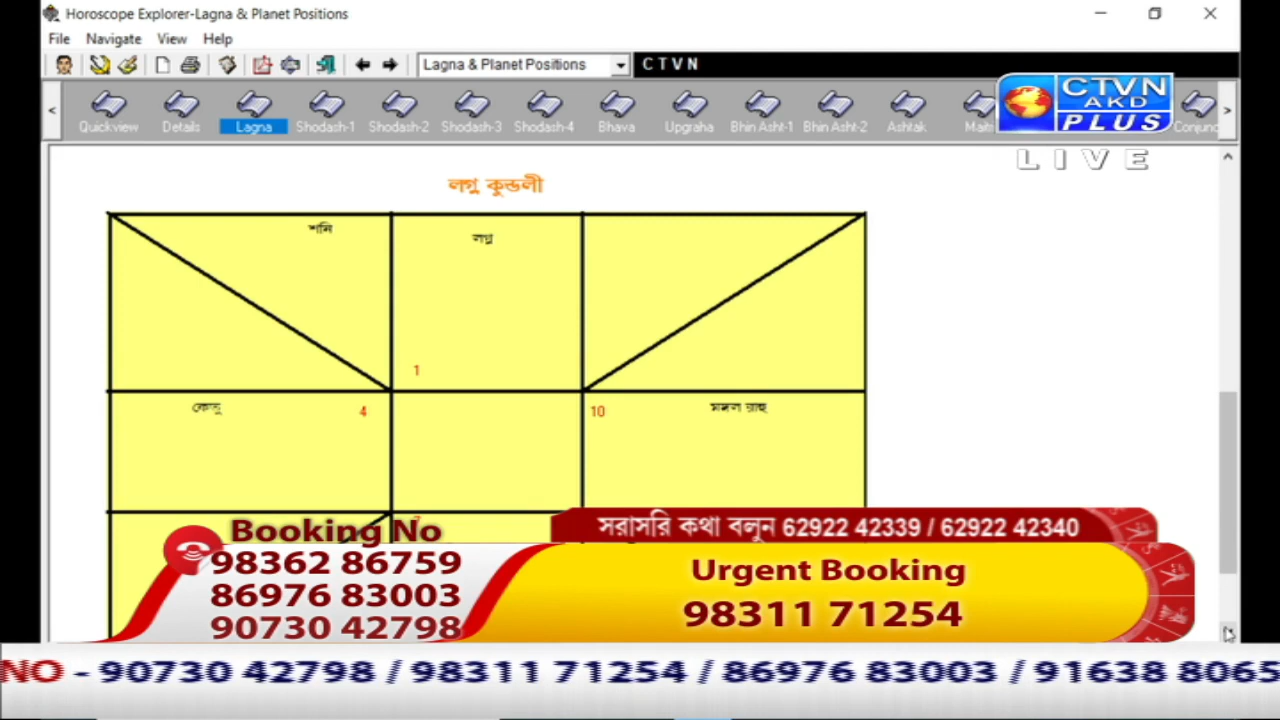 Horoscope Explorer-Lagna & Planet Positions
File Navigate View Help
Lagna & Planet Positions
CTVN
Quickview Details Lagna Shodash-1 Shodash-2 Shodash-3 Shodash-4 Bhava Upgraha Bhin Asht-1 Bhin Asht-2 Ashtak
CTVN
AKD
PLUS
LIVE
লগ্ন কুন্ডলী
শনি
লগ্ন
1
কেতু 4
10 মঙ্গল রাহু
Booking No
98362 86759
86976 83003
90730 42798
সরাসরি কথা বলুন 62922 42339 / 62922 42340
Urgent Booking
98311 71254
NO - 90730 42798 / 98311 71254 / 86976 83003 / 91638 8065